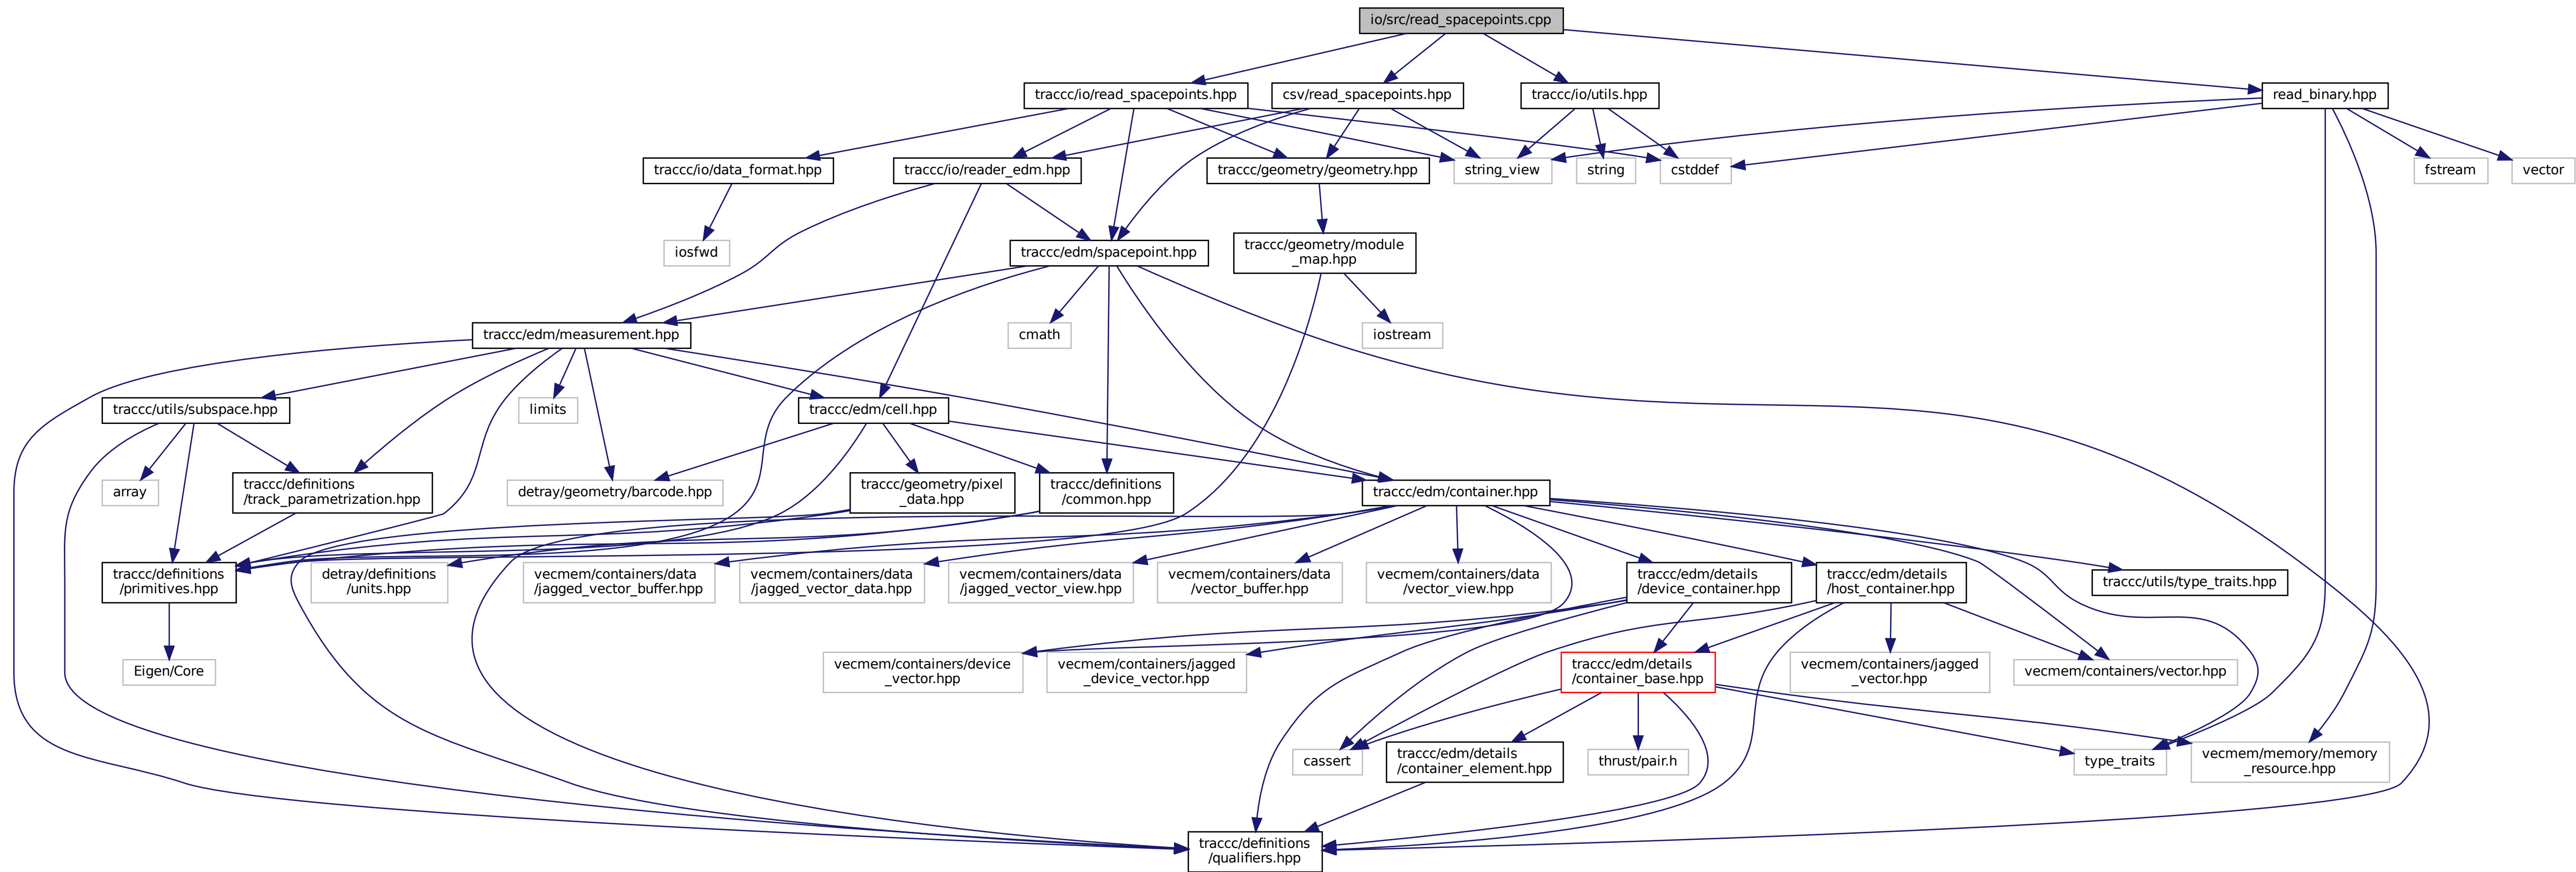 io/src/read_spacepoints.cpp
traccc/io/read_spacepoints.hpp
csv/read_spacepoints.hpp
traccc/io/utils.hpp
read_binary.hpp
traccc/io/data_format.hpp
traccc/io/reader_edm.hpp
traccc/geometry/geometry.hpp
string_view
string
cstddef
fstream
vector
iosfwd
traccc/edm/spacepoint.hpp
traccc/geometry/module
_map.hpp
traccc/edm/measurement.hpp
cmath
iostream
traccc/utils/subspace.hpp
limits
traccc/edm/cell.hpp
array
traccc/definitions
/track_parametrization.hpp
detray/geometry/barcode.hpp
traccc/geometry/pixel
_data.hpp
traccc/definitions
/common.hpp
traccc/edm/container.hpp
traccc/definitions
/primitives.hpp
detray/definitions
/units.hpp
vecmem/containers/data
/jagged_vector_buffer.hpp
vecmem/containers/data
/jagged_vector_data.hpp
vecmem/containers/data
/jagged_vector_view.hpp
vecmem/containers/data
/vector_buffer.hpp
vecmem/containers/data
/vector_view.hpp
traccc/edm/details
/device_container.hpp
traccc/edm/details
/host_container.hpp
traccc/utils/type_traits.hpp
Eigen/Core
vecmem/containers/device
_vector.hpp
vecmem/containers/jagged
_device_vector.hpp
traccc/edm/details
/container_base.hpp
vecmem/containers/jagged
_vector.hpp
vecmem/containers/vector.hpp
cassert
traccc/edm/details
/container_element.hpp
thrust/pair.h
type_traits
vecmem/memory/memory
_resource.hpp
traccc/definitions
/qualifiers.hpp